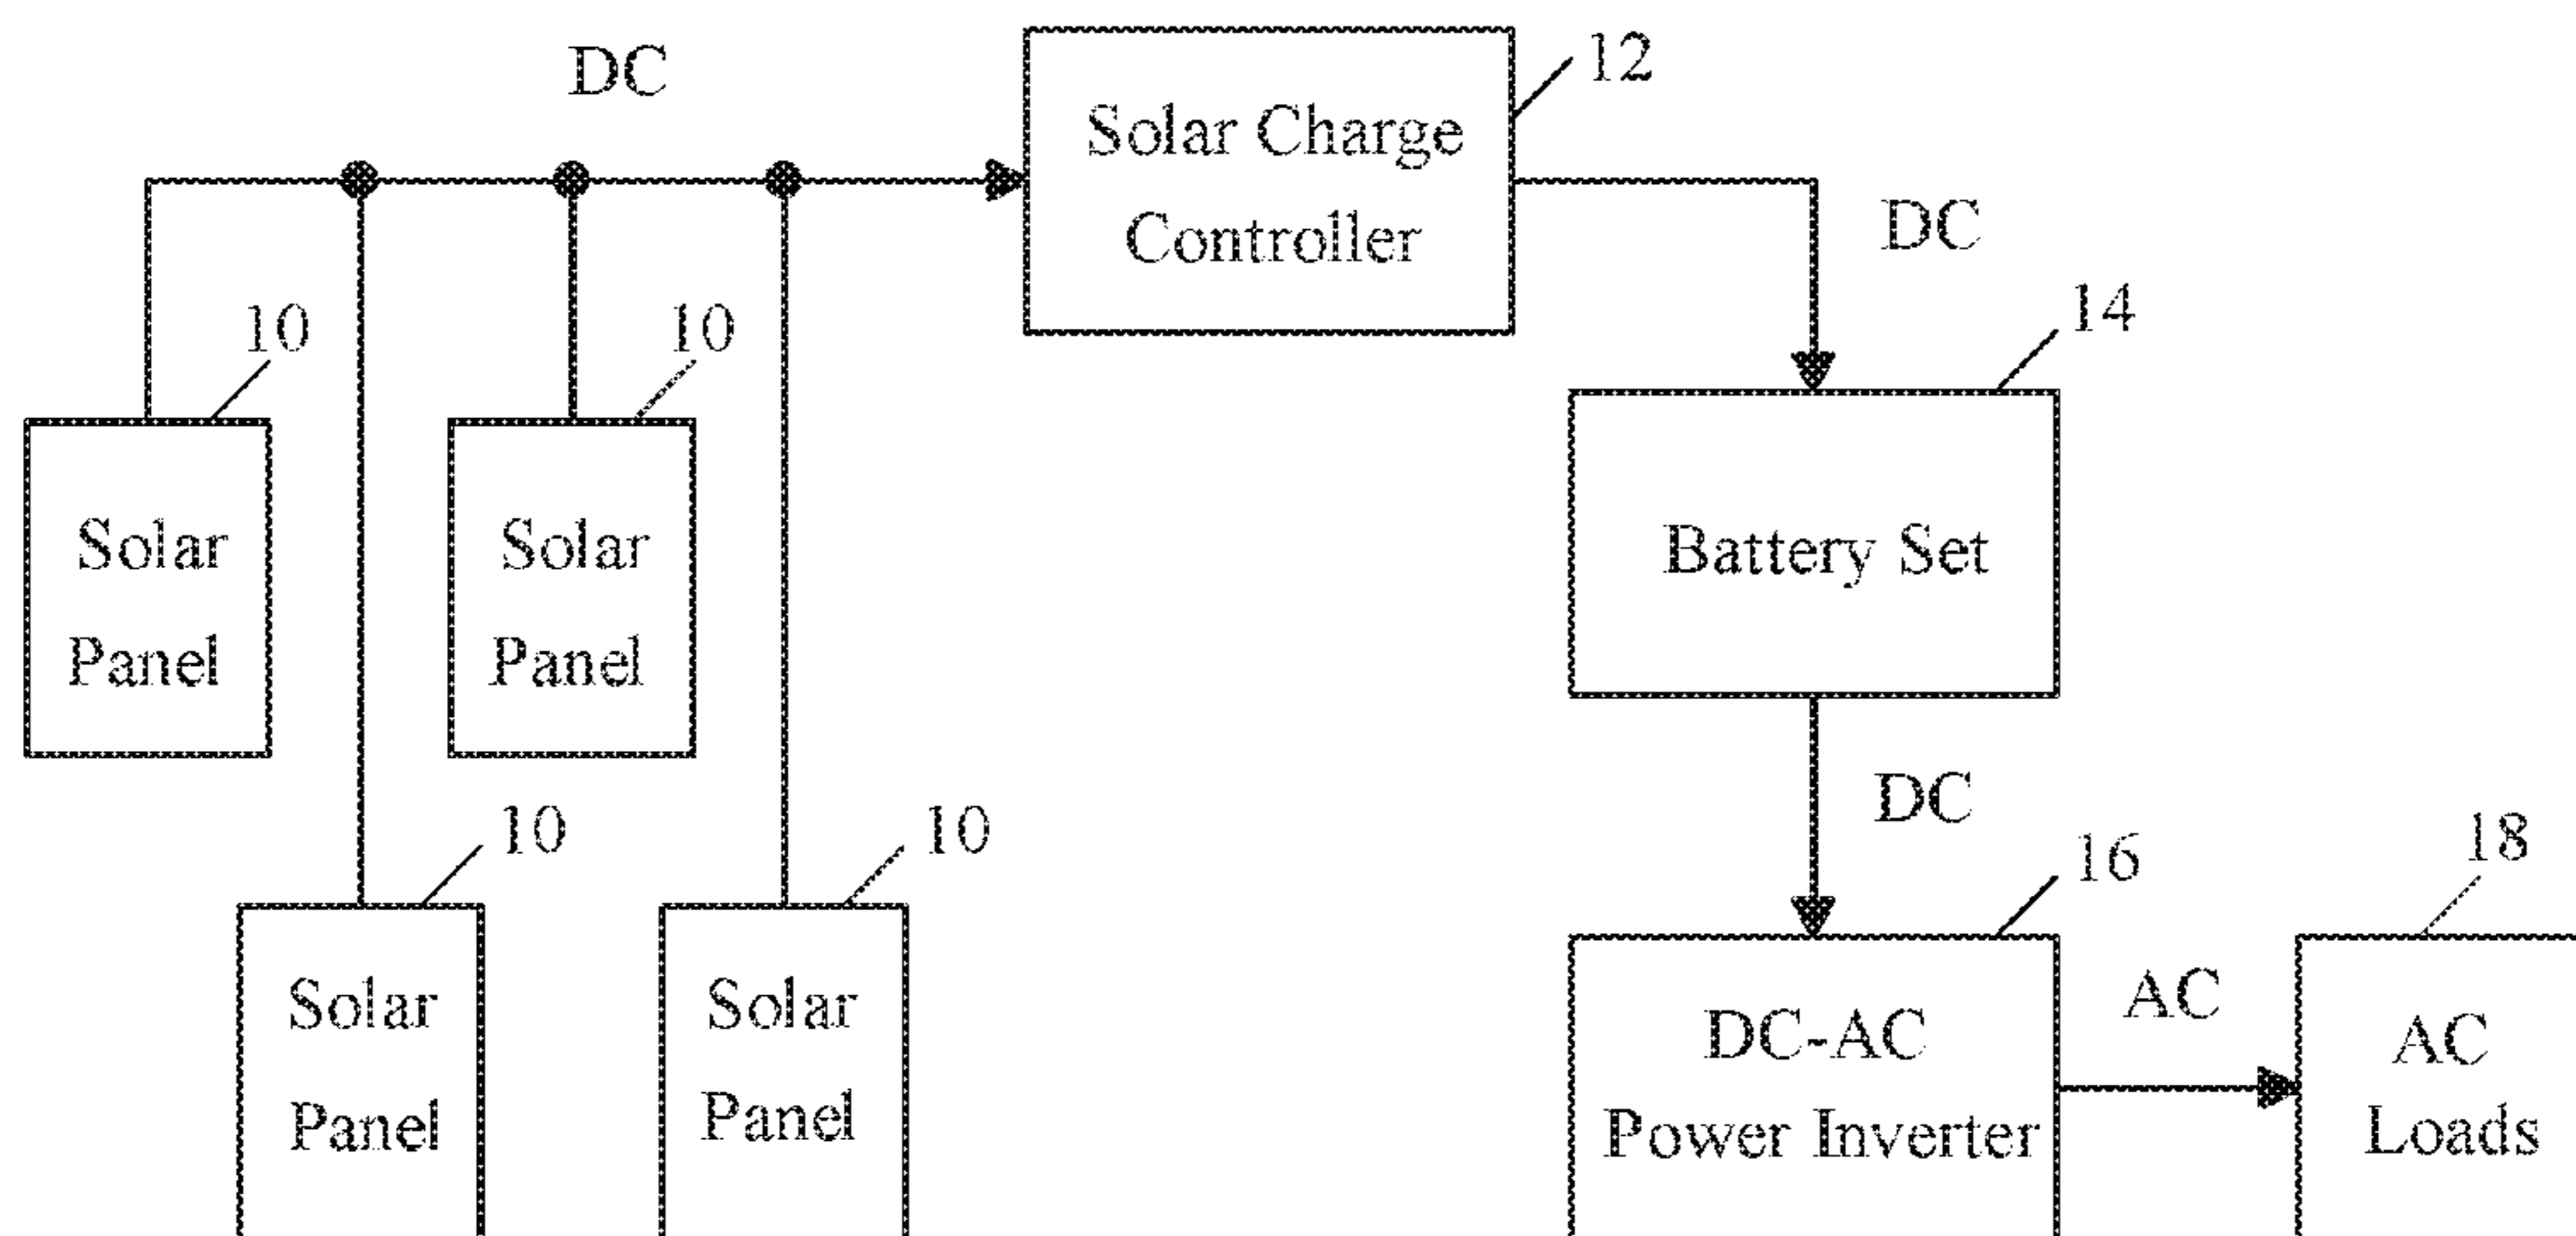 DC
12
Solar Charge
Controller
DC
10
10
14
Solar
Panel
Solar
Panel
Battery Set
DC
10
10
16
18
Solar
Panel
Solar
Panel
DC-AC
Power Inverter
AC
AC
Loads